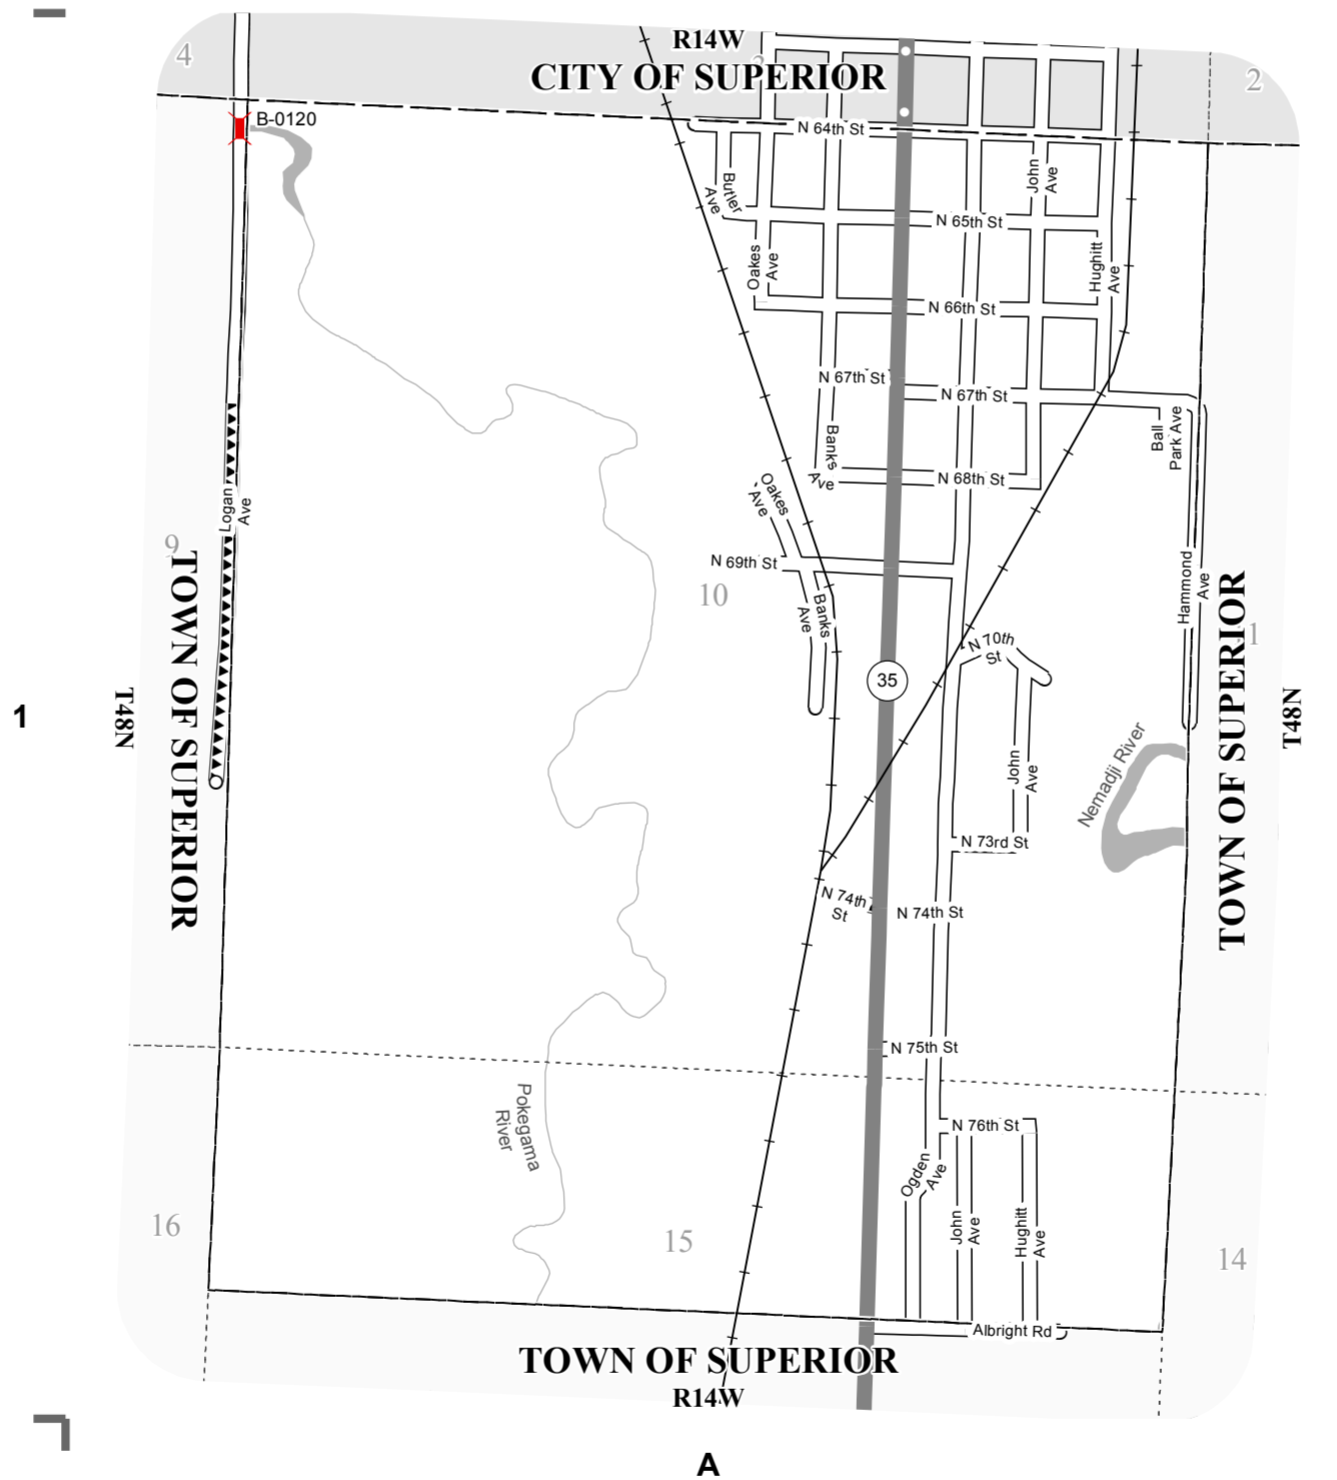 R14W
4
3
2
CITY OF SUPERIOR
B-0120
N 64th St
John
Ave
Butler
Ave
N 65th St
Oakes
Ave
Hughitt
Ave
N 66th St
N 67th St
N 67th St
Ball
Park Ave
Banks
Ave
N 68th St
Oakes
Ave
Logan
Ave
9
N 69th St
10
Banks
Ave
Hammond
Ave
TOWN OF SUPERIOR
T48N
1
N 70th
St
35
11
TOWN OF SUPERIOR
T48N
John
Ave
Nemadji River
N 73rd St
N 74th
St
N 74th St
N 75th St
Pokegama
River
N 76th St
Ogden
Ave
John
Ave
Hughitt
Ave
16
15
14
Albright Rd
TOWN OF SUPERIOR
R14W
A